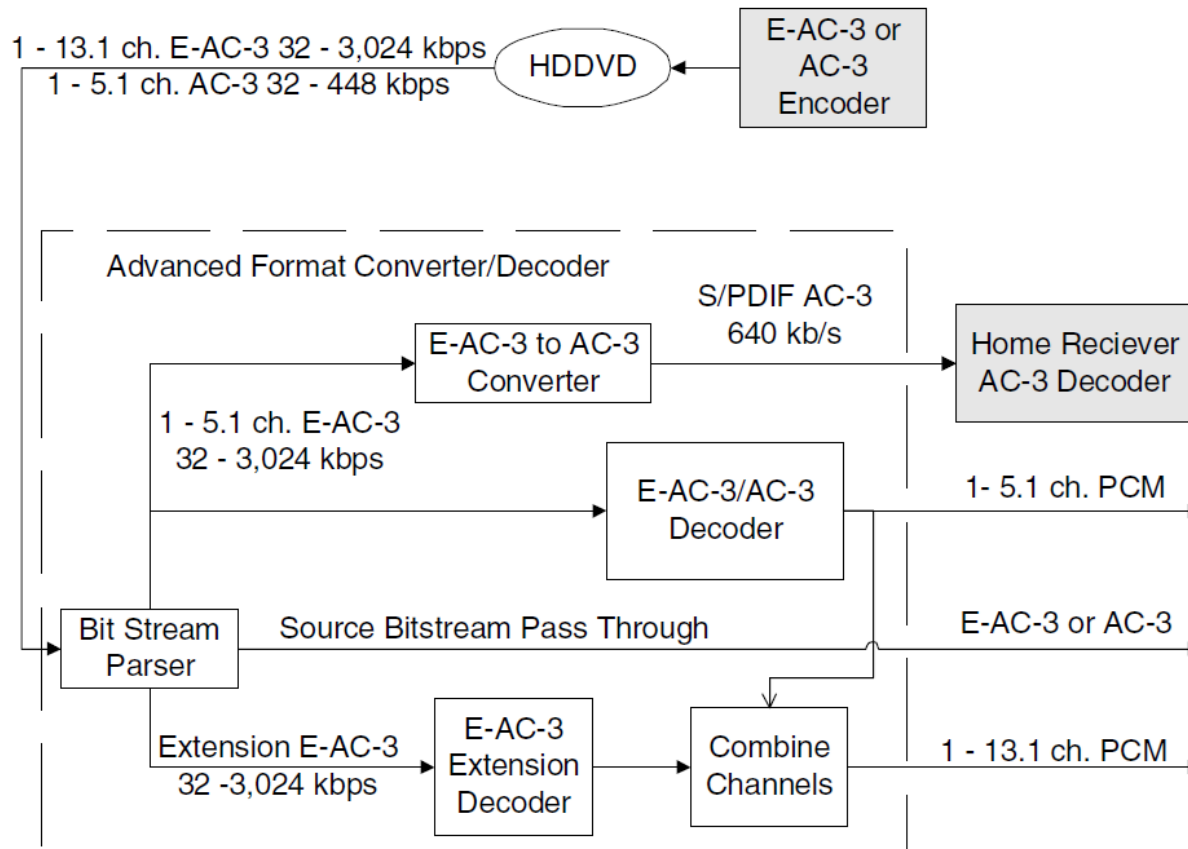 1 - 13.1 ch. E-AC-3 32 - 3,024 kbps
1 - 5.1 ch. AC-3 32 - 448 kbps
HDDVD
E-AC-3 or
AC-3
Encoder
Advanced Format Converter/Decoder
S/PDIF AC-3
640 kb/s
E-AC-3 to AC-3
Converter
Home Reciever
AC-3 Decoder
1 - 5.1 ch. E-AC-3
32 - 3,024 kbps
E-AC-3/AC-3
Decoder
1- 5.1 ch. PCM
Bit Stream
Parser
Source Bitstream Pass Through
E-AC-3 or AC-3
Extension E-AC-3
32 -3,024 kbps
E-AC-3
Extension
Decoder
Combine
Channels
1 - 13.1 ch. PCM